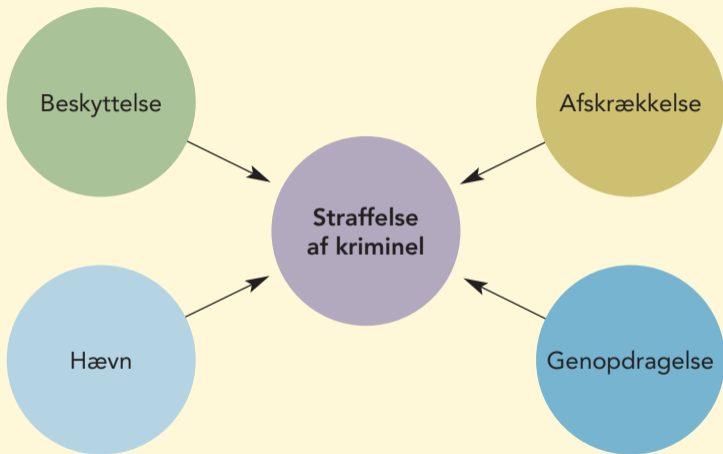 Beskyttelse
Afskrækkelse
Straffelse
af kriminel
Hævn
Genopdragelse